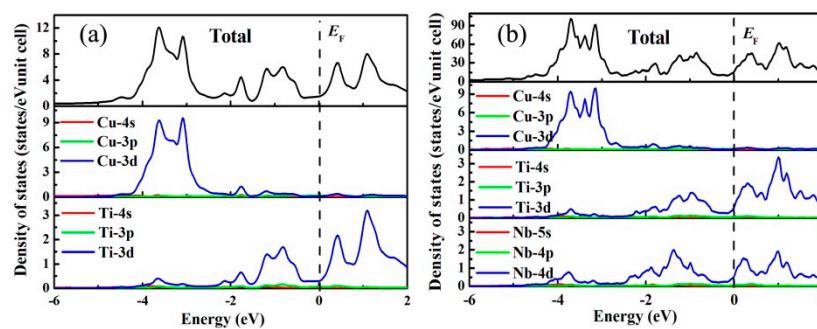 (a)
Total
E_F
12
9
6
3
0
Cu-4s
Cu-3p
Cu-3d
9
6
3
0
Ti-4s
Ti-3p
Ti-3d
3
2
1
0
-6 -4 -2 0 2
Energy (eV)
Density of states (states/eV/unit cell)
(b)
Total
E_F
90
60
30
0
Cu-4s
Cu-3p
Cu-3d
9
6
3
0
Ti-4s
Ti-3p
Ti-3d
3
2
1
0
Nb-5s
Nb-4p
Nb-4d
3
2
1
0
-6 -4 -2 0 2
Energy (eV)
Density of states (states/eV/unit cell)